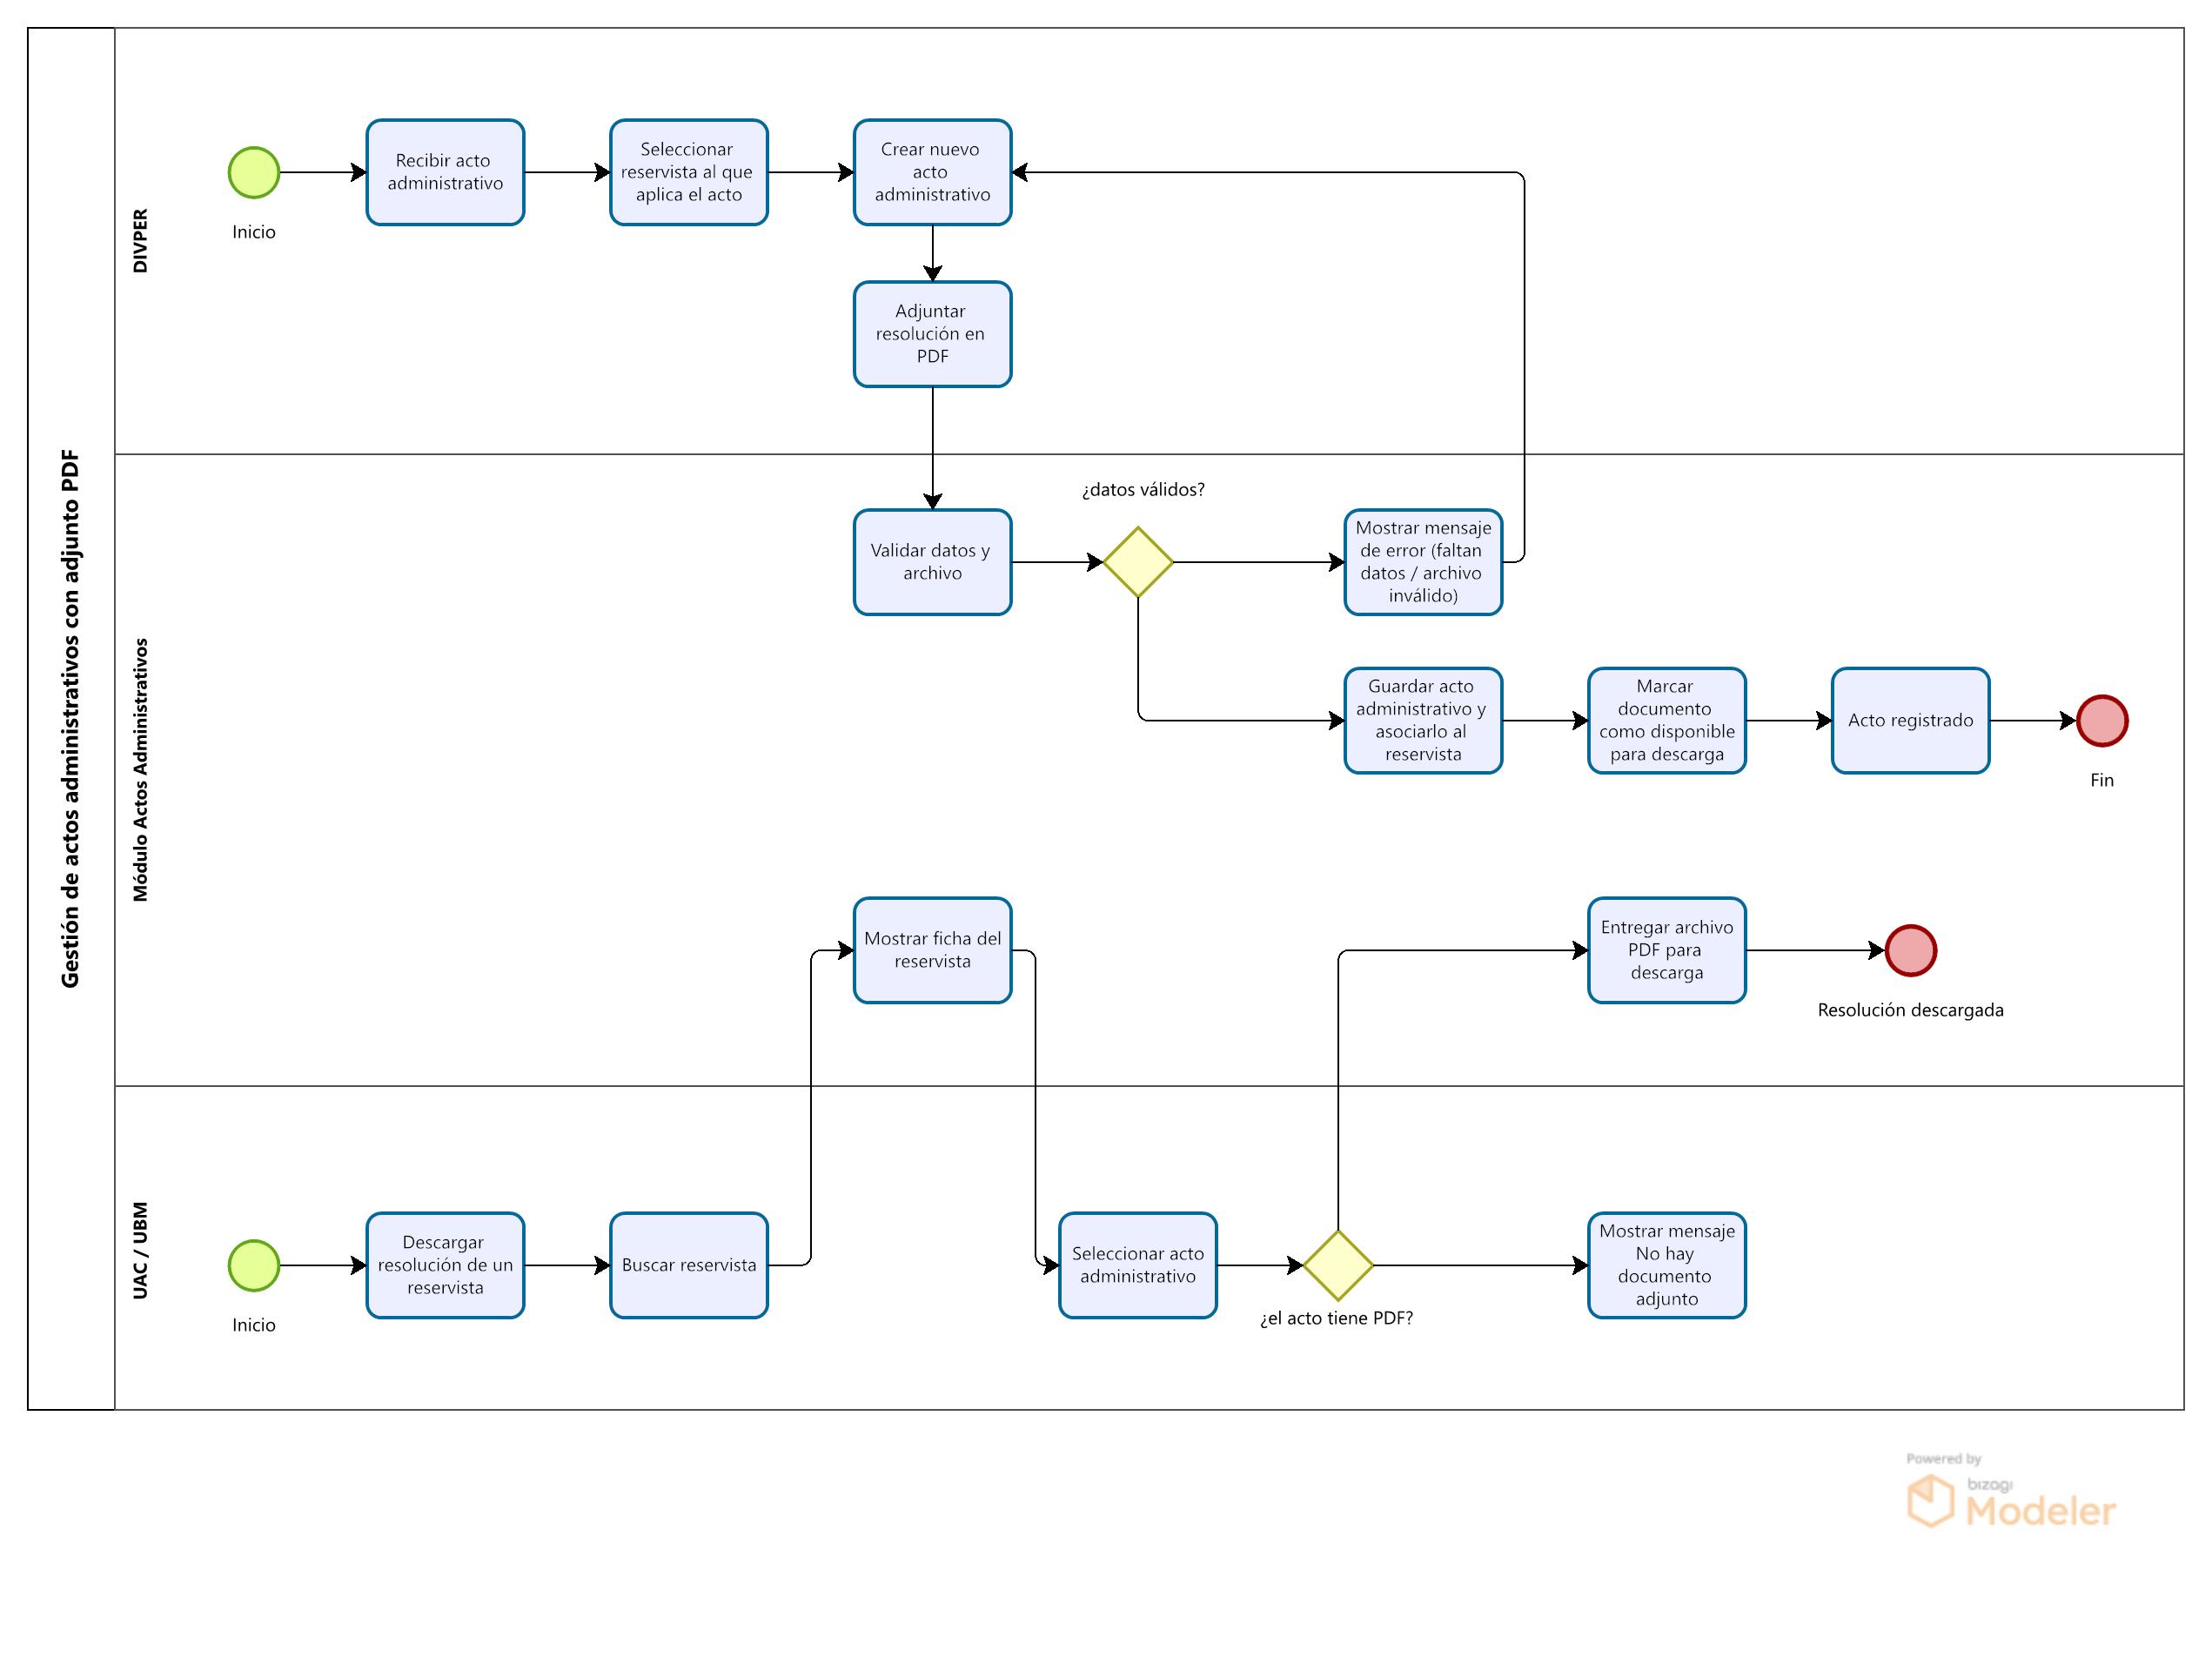 Gestión de actos administrativos con adjunto PDF
DIVPER
Inicio
Recibir acto
administrativo
Seleccionar
reservista al que
aplica el acto
Crear nuevo
acto
administrativo
Adjuntar
resolución en
PDF
Módulo Actos Administrativos
Validar datos y
archivo
¿datos válidos?
Mostrar mensaje
de error (faltan
datos / archivo
inválido)
Guardar acto
administrativo y
asociarlo al
reservista
Marcar
documento
como disponible
para descarga
Acto registrado
Fin
Mostrar ficha del
reservista
Entregar archivo
PDF para
descarga
Resolución descargada
UAC / UBM
Inicio
Descargar
resolución de un
reservista
Buscar reservista
Seleccionar acto
administrativo
¿el acto tiene PDF?
Mostrar mensaje
No hay
documento
adjunto
Powered by
bizagi
Modeler